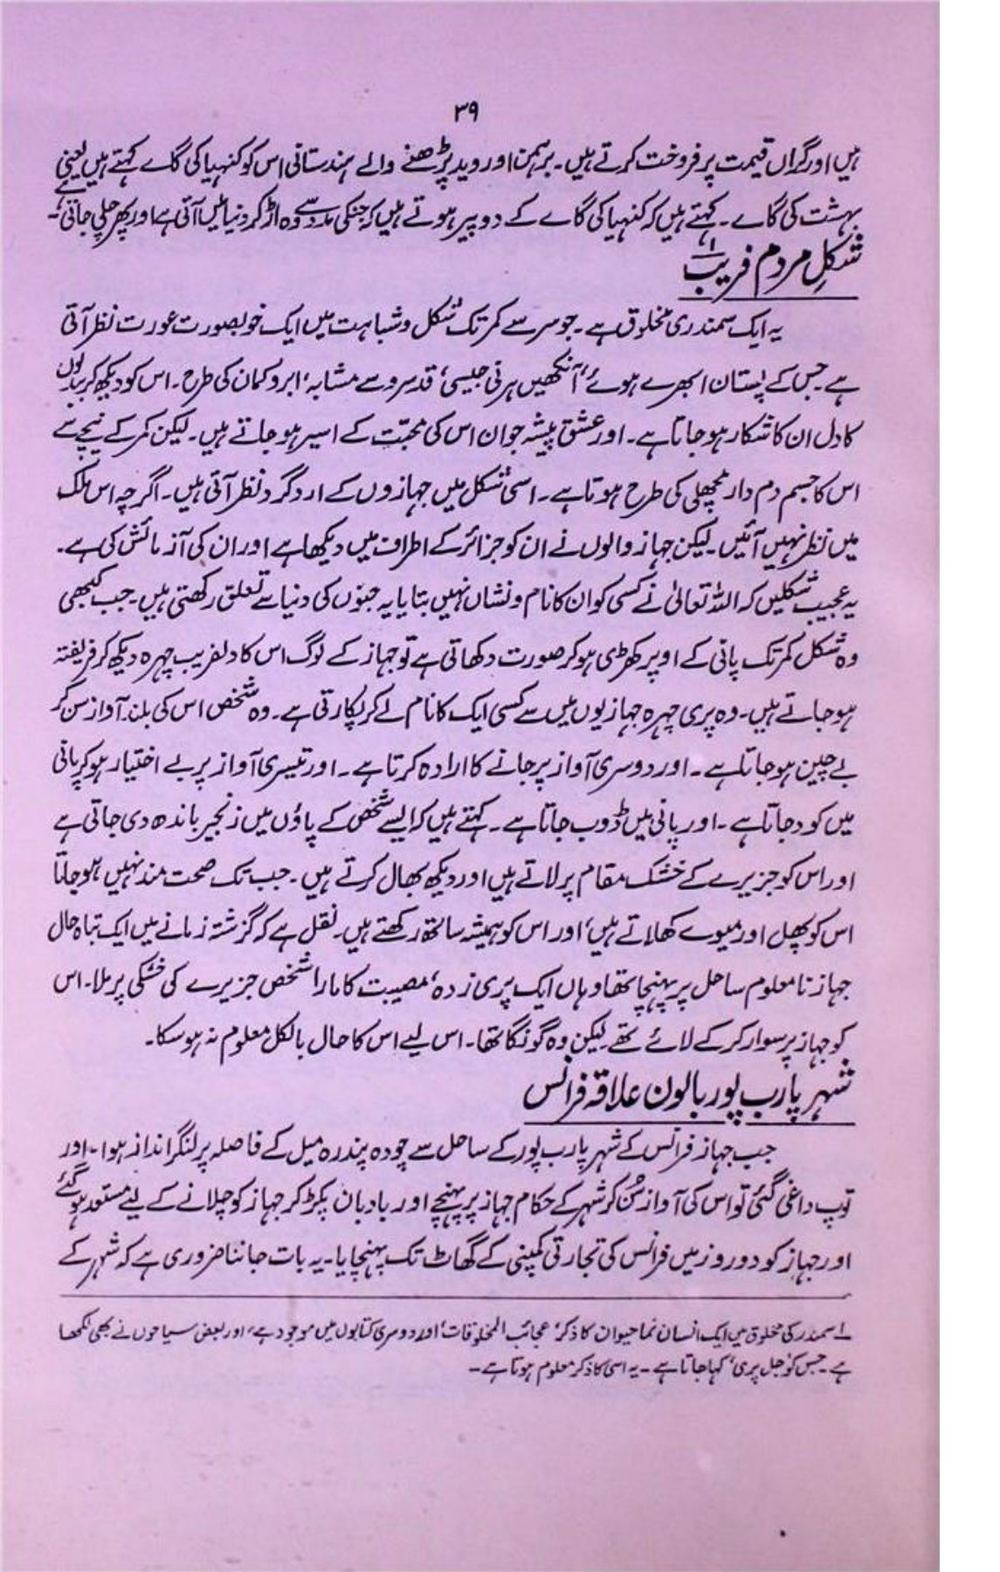 ۳۹
ہیں اور گراں قیمت پر فروخت کرتے ہیں۔ برہمن اور وید پڑھنے والے ہندستانی اس کو کنہیا کی گاے کہتے ہیں یعنی
بہشت کی گاے۔ کہتے ہیں کہ کنہیا کی گاے کے دو پیر ہوتے ہیں کہ جنکی مدد سے وہ اڑ کر دنیا میں آتی ہے اور پھر چلی جاتی ہے۔
شکلِ مردم فریب۱
یہ ایک سمندری مخلوق ہے۔ جو سر سے کمر تک شکل و شباہت میں ایک خوبصورت عورت نظر آتی
ہے جس کے پستان ابھرے ہوئے، آنکھیں ہرنی جیسی، قد سرو سے مشابہ، ابرو کمان کی طرح۔ اس کو دیکھ کر بیدلوں
کا دل ان کا شکار ہو جاتا ہے۔ اور عشق پیشہ جوان اس کی محبت کے اسیر ہو جاتے ہیں۔ لیکن کمر کے نیچے سے
اس کا جسم دم دار مچھلی کی طرح ہوتا ہے۔ اسی شکل میں جہازوں کے ارد گرد نظر آتی ہیں۔ اگرچہ اس ملک
میں نظر نہیں آئیں لیکن جہاز والوں نے ان کو جزائر کے اطراف میں دیکھا ہے اور ان کی آزمائش کی ہے۔
یہ عجیب شکلیں کہ اللہ تعالیٰ نے کسی کو ان کا نام و نشاں نہیں بتایا یہ جنوں کی دنیا سے تعلق رکھتی ہیں۔ جب کبھی
وہ شکل کمر تک پانی کے اوپر کھڑی ہو کر صورت دکھاتی ہے تو جہاز کے لوگ اس کا دلفریب چہرہ دیکھ کر فریفتہ
ہو جاتے ہیں۔ وہ پری چہرہ جہازیوں میں سے کسی ایک کا نام لے کر پکارتی ہے۔ وہ شخص اس کی بلند آواز سن کر
بے چین ہو جاتا ہے۔ اور دوسری آواز پر جانے کا ارادہ کرتا ہے۔ اور تیسری آواز پر بے اختیار ہو کر پانی
میں کود جاتا ہے۔ اور پانی میں ڈوب جاتا ہے۔ کہتے ہیں کہ ایسے شخص کے پاؤں میں زنجیر باندھ دی جاتی ہے
اور اس کو جزیرے کے خشک مقام پر لاتے ہیں اور دیکھ بھال کرتے ہیں۔ جب تک صحت مند نہیں ہو جاتا
اس کو پھل اور میوے کھلاتے ہیں، اور اس کو ہمیشہ ساتھ رکھتے ہیں۔ نقل ہے کہ گزشتہ زمانے میں ایک تباہ حال
جہاز نا معلوم ساحل پر پہنچا تھا وہاں ایک پری زدہ، مصیبت کا مارا شخص جزیرے کی خشکی پر ملا۔ اس
کو جہاز پر سوار کر کے لائے تھے لیکن وہ گونگا تھا۔ اس لیے اس کا حال بالکل معلوم نہ ہو سکا۔
شہر پارب پور بالون علاقہ فرانس
جب جہاز فرانس کے شہر پارب پور کے ساحل سے چودہ پندرہ میل کے فاصلہ پر لنگر انداز ہوا۔ اور
توپ داغی گئی تو اس کی آواز سُن کر شہر کے حکام جہاز پر پہنچے اور بادبان پکڑ کر جہاز کو چلانے کے لیے مستعد ہو گئے
اور جہاز کو دو روز میں فرانس کی تجارتی کمپنی کے گھاٹ تک پہنچایا۔ یہ بات جاننا ضروری ہے کہ شہر کے
۱ سمندر کی مخلوق میں ایک انسان نما حیوان کا ذکر، عجائب المخلوقات، اور دوسری کتابوں میں موجود ہے، اور بعض سیاحوں نے بھی لکھا
ہے۔ جس کو جل پری، کہا جاتا ہے۔ یہ اسی کا ذکر معلوم ہوتا ہے۔